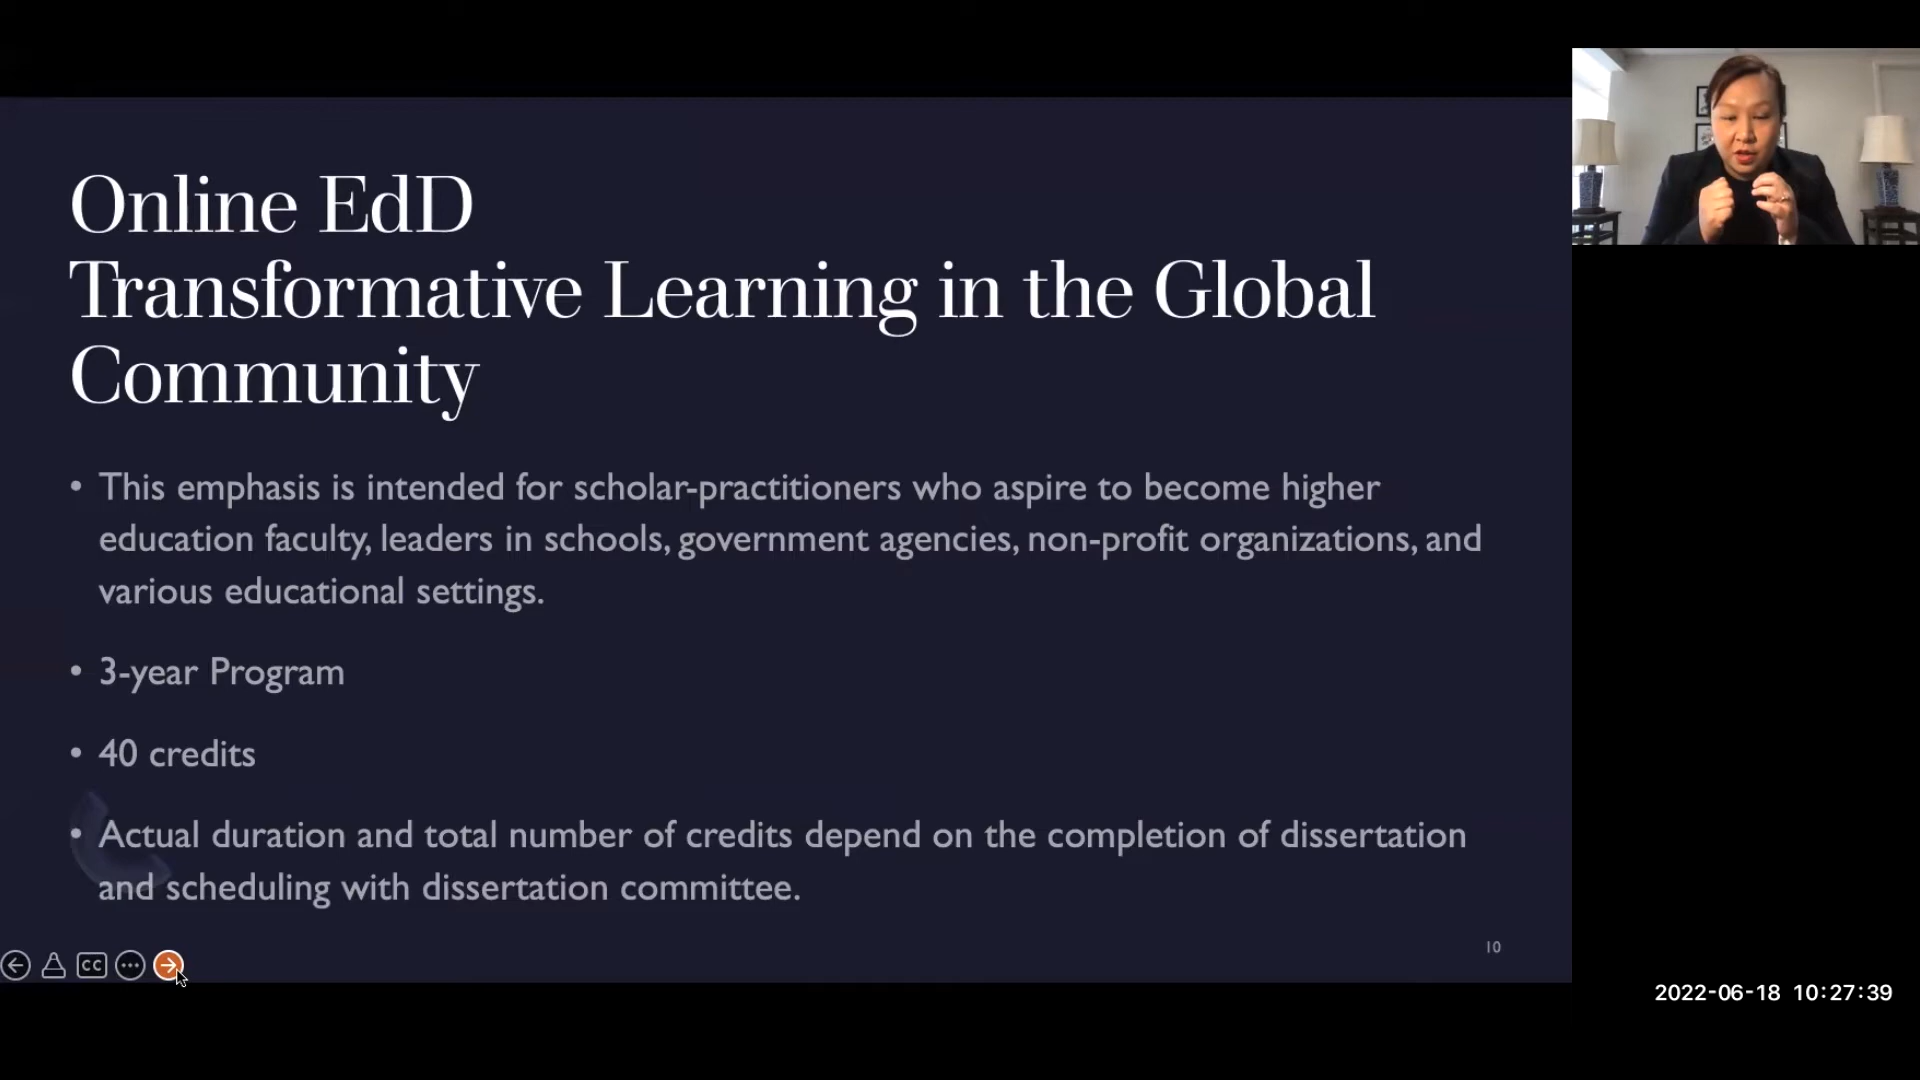 Online EdD
Transformative Learning in the Global
Community
• This emphasis is intended for scholar-practitioners who aspire to become higher
education faculty, leaders in schools, government agencies, non-profit organizations, and
various educational settings.
• 3-year Program
• 40 credits
• Actual duration and total number of credits depend on the completion of dissertation
and scheduling with dissertation committee.
10
CC
2022-06-18 10:27:39